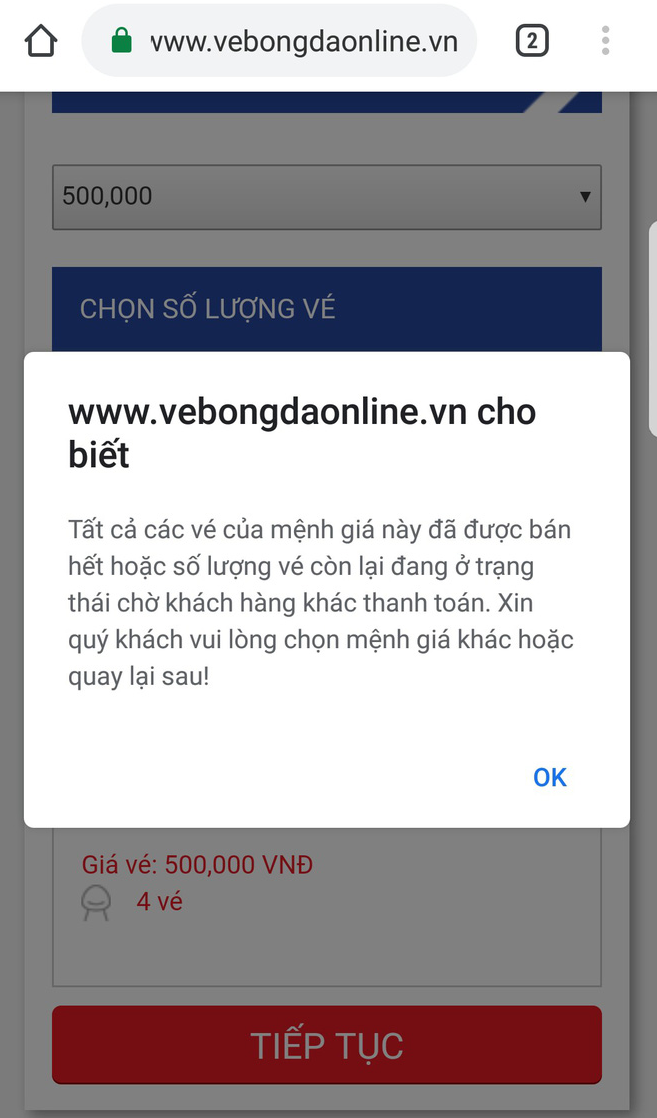 www.vebongdaonline.vn
2
500,000
CHỌN SỐ LƯỢNG VÉ
www.vebongdaonline.vn cho
biết
Tất cả các vé của mệnh giá này đã được bán
hết hoặc số lượng vé còn lại đang ở trạng
thái chờ khách hàng khác thanh toán. Xin
quý khách vui lòng chọn mệnh giá khác hoặc
quay lại sau!
OK
Giá vé: 500,000 VNĐ
4 vé
TIẾP TỤC